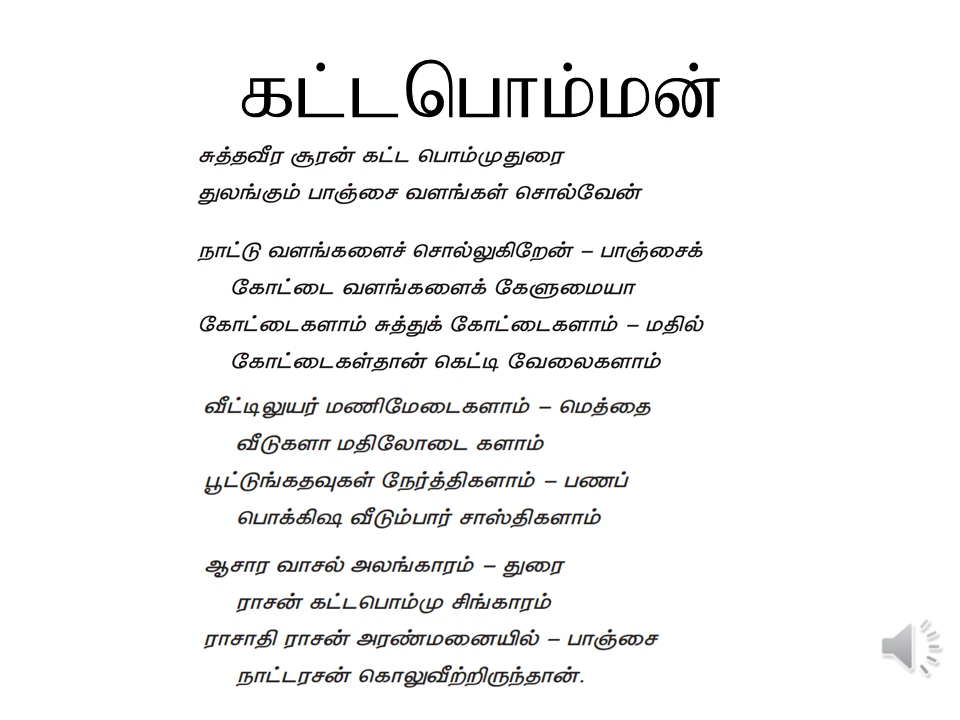 கட்டபொம்மன்
சுத்தவீர சூரன் கட்ட பொம்முதுரை
துலங்கும் பாஞ்சை வளங்கள் சொல்வேன்
நாட்டு வளங்களைச் சொல்லுகிறேன் – பாஞ்சைக்
கோட்டை வளங்களைக் கேளுமையா
கோட்டைகளாம் சுத்துக் கோட்டைகளாம் – மதில்
கோட்டைகள்தான் கெட்டி வேலைகளாம்
வீட்டிலுயர் மணிமேடைகளாம் – மெத்தை
வீடுகளா மதிலோடை களாம்
பூட்டுங்கதவுகள் நேர்த்திகளாம் – பணப்
பொக்கிஷ வீடும்பார் சாஸ்திகளாம்
ஆசார வாசல் அலங்காரம் – துரை
ராசன் கட்டபொம்மு சிங்காரம்
ராசாதி ராசன் அரண்மனையில் – பாஞ்சை
நாட்டரசன் கொலுவீற்றிருந்தான்.